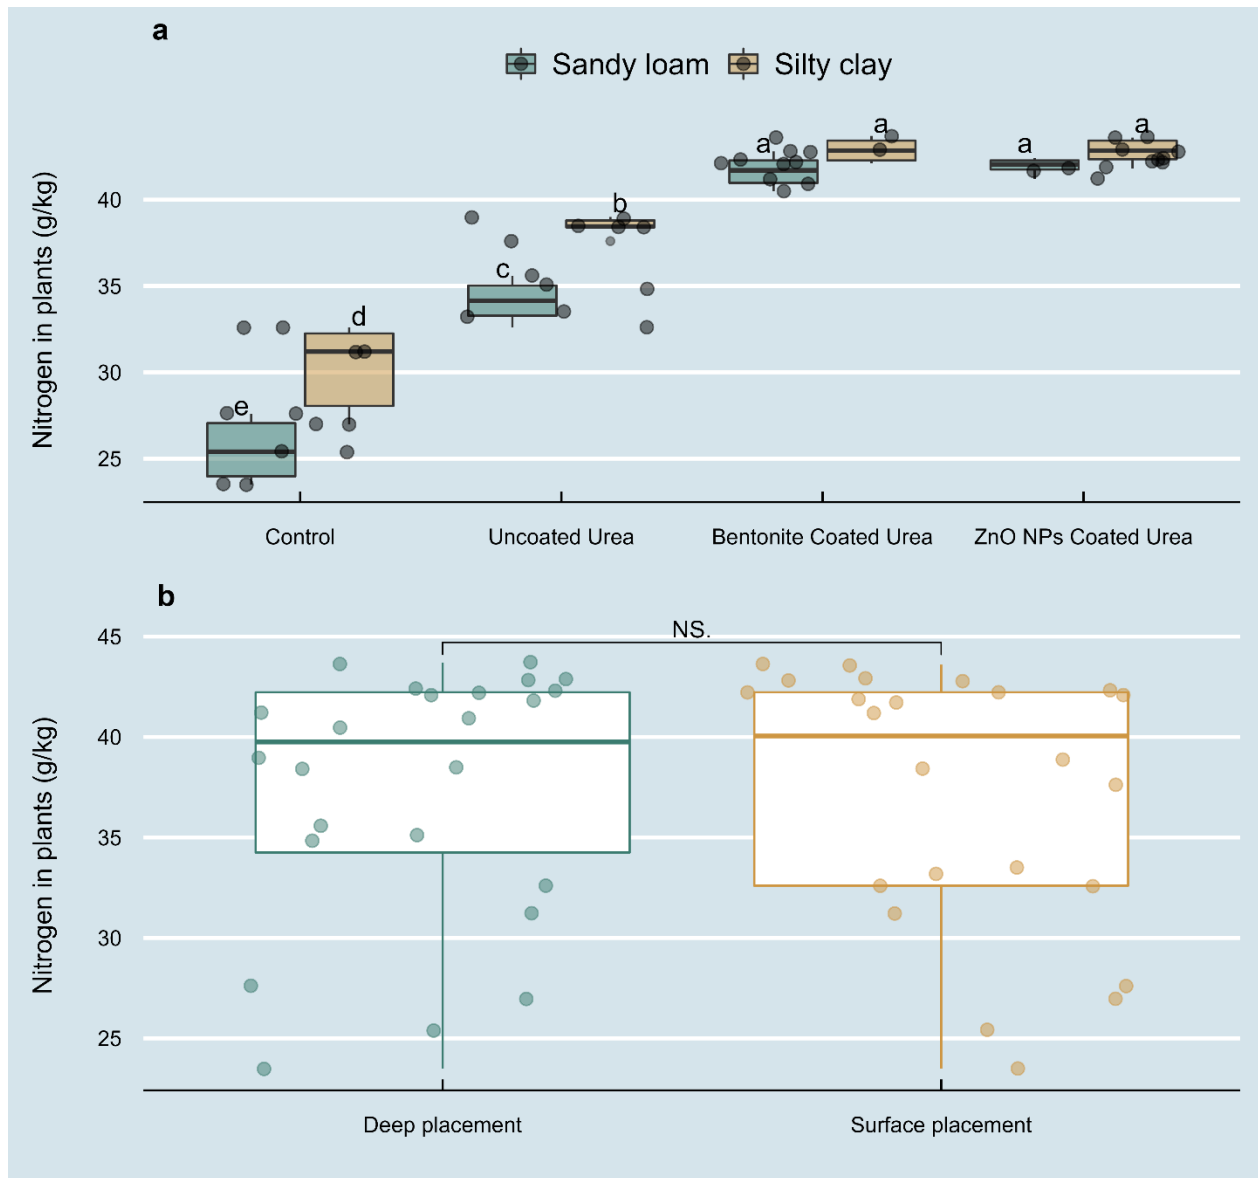 a
Sandy loam Silty clay
Nitrogen in plants (g/kg)
40
35
30
25
e
d
c
b
a
a
a
a
Control Uncoated Urea Bentonite Coated Urea ZnO NPs Coated Urea
b
NS.
Nitrogen in plants (g/kg)
45
40
35
30
25
Deep placement Surface placement